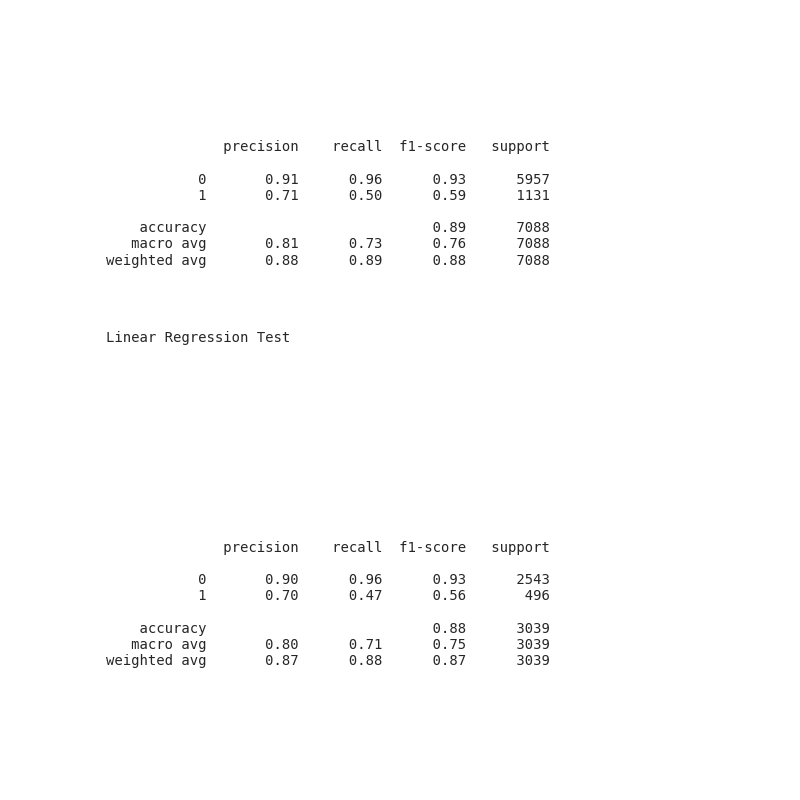 precision recall f1-score support
0 0.91 0.96 0.93 5957
1 0.71 0.50 0.59 1131
accuracy 0.89 7088
macro avg 0.81 0.73 0.76 7088
weighted avg 0.88 0.89 0.88 7088
Linear Regression Test
precision recall f1-score support
0 0.90 0.96 0.93 2543
1 0.70 0.47 0.56 496
accuracy 0.88 3039
macro avg 0.80 0.71 0.75 3039
weighted avg 0.87 0.88 0.87 3039